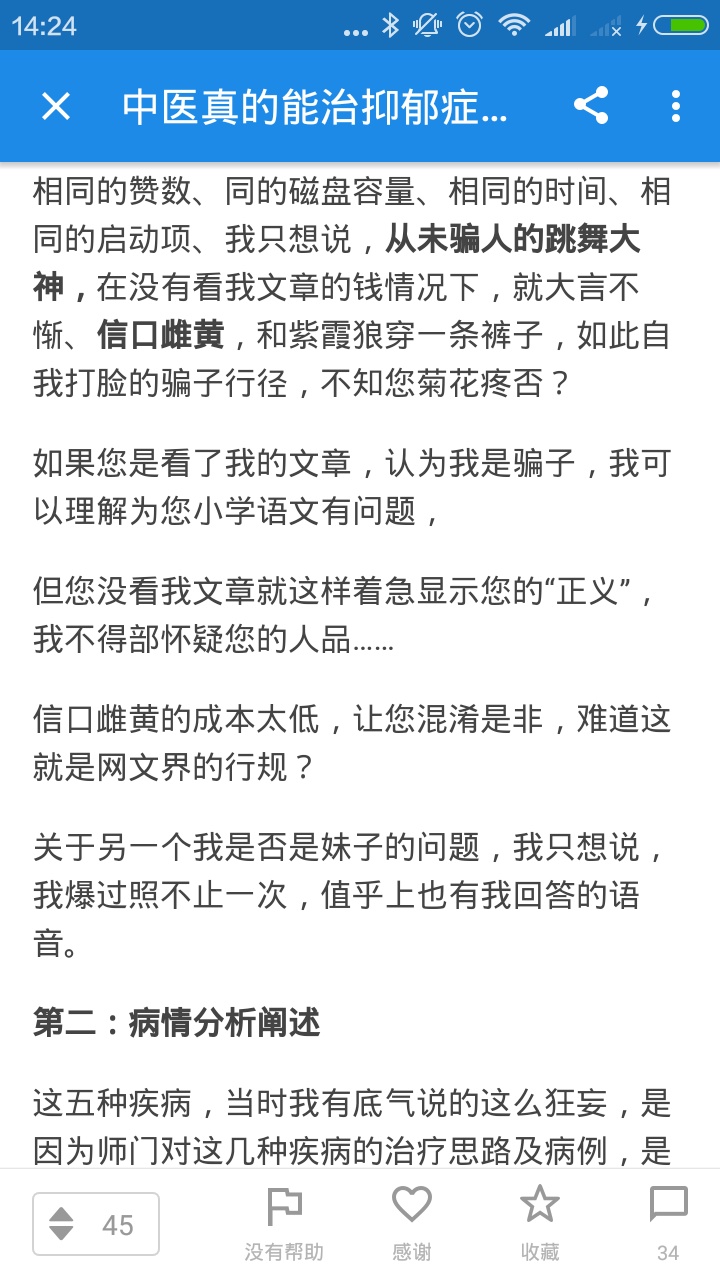 14:24
中医真的能治抑郁症...
相同的赞数、同的磁盘容量、相同的时间、相
同的启动项、我只想说，从未骗人的跳舞大
神，在没有看我文章的钱情况下，就大言不
惭、信口雌黄，和紫霞狼穿一条裤子，如此自
我打脸的骗子行径，不知您菊花疼否？
如果您是看了我的文章，认为我是骗子，我可
以理解为您小学语文有问题，
但您没看我文章就这样着急显示您的“正义”，
我不得部怀疑您的人品……
信口雌黄的成本太低，让您混淆是非，难道这
就是网文界的行规？
关于另一个我是否是妹子的问题，我只想说，
我爆过照不止一次，值乎上也有我回答的语
音。
第二：病情分析阐述
这五种疾病，当时我有底气说的这么狂妄，是
因为师门对这几种疾病的治疗思路及病例，是
45
没有帮助
感谢
收藏
34